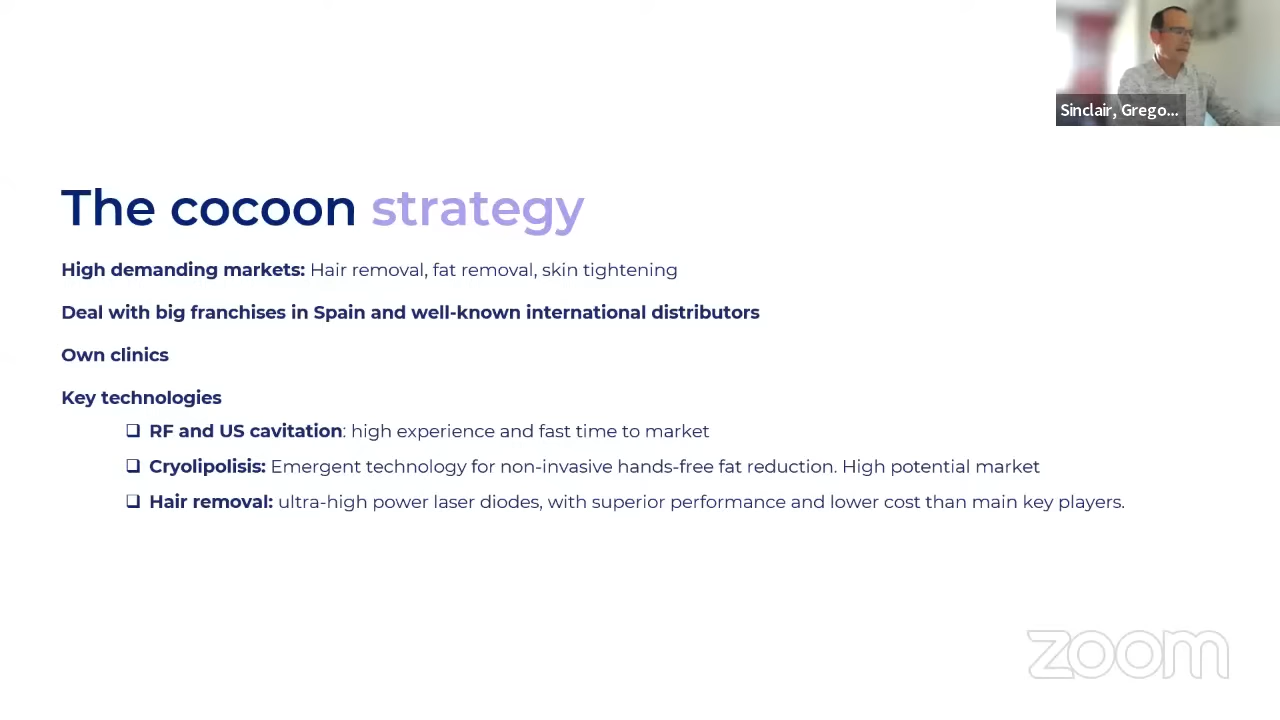 Sinclair, Grego...
The cocoon strategy
High demanding markets: Hair removal, fat removal, skin tightening
Deal with big franchises in Spain and well-known international distributors
Own clinics
Key technologies
❑ RF and US cavitation: high experience and fast time to market
❑ Cryolipolisis: Emergent technology for non-invasive hands-free fat reduction. High potential market
❑ Hair removal: ultra-high power laser diodes, with superior performance and lower cost than main key players.
zoom